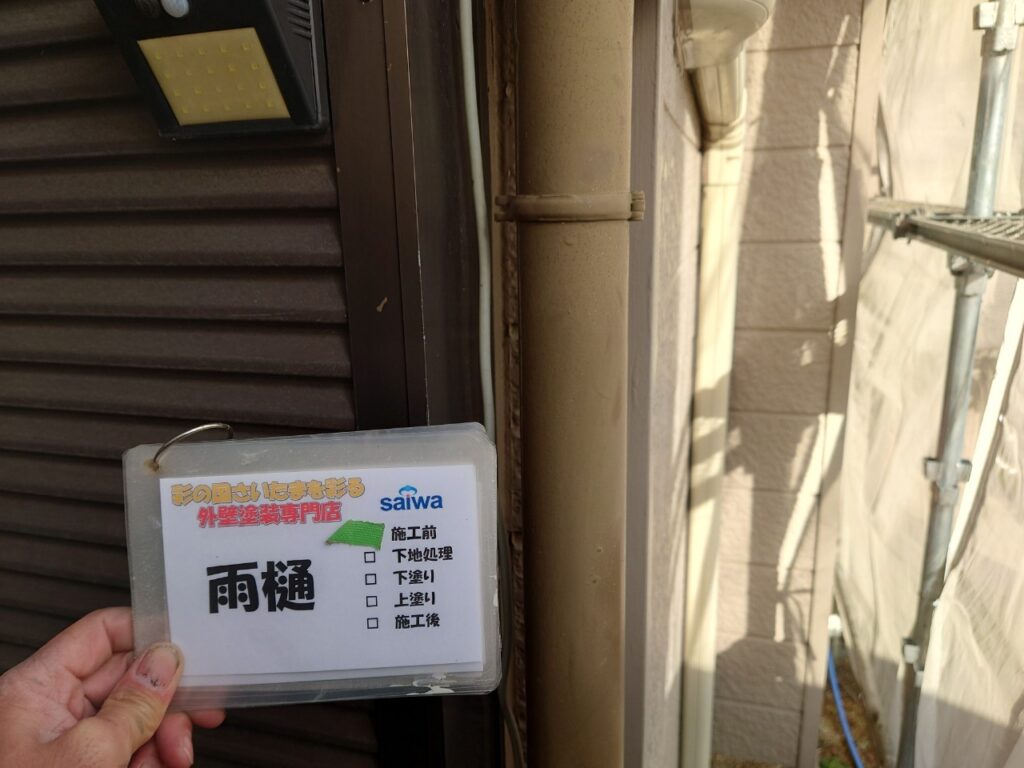 彩の国さいたまを彩る
外壁塗装専門店
saiwa
雨樋
施工前
□ 下地処理
□ 下塗り
□ 上塗り
□ 施工後